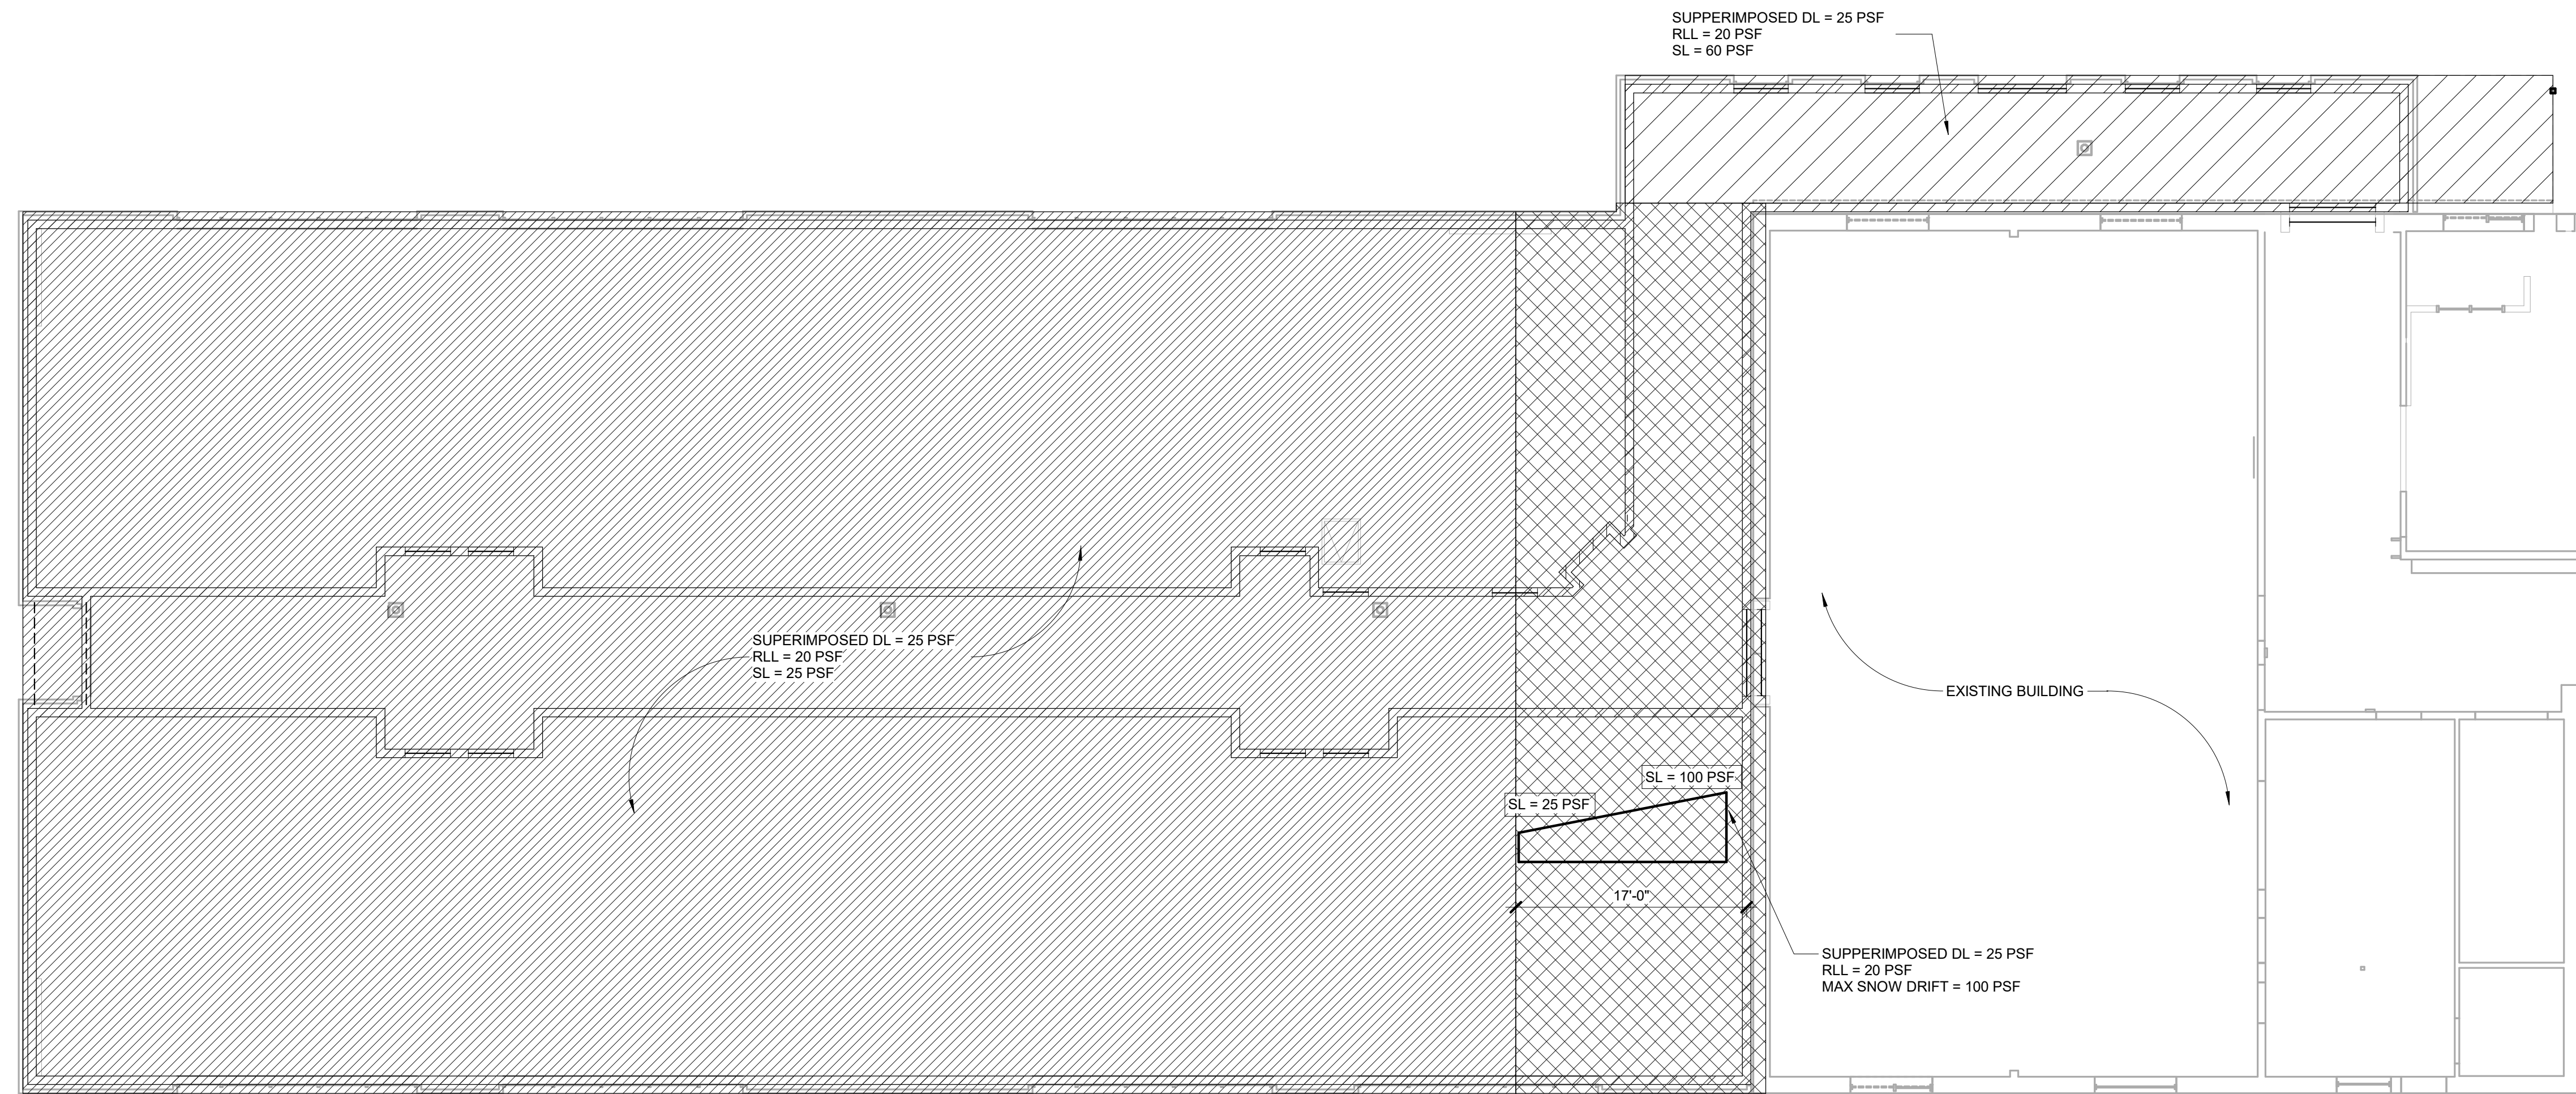 SUPPERIMPOSED DL = 25 PSF
RLL = 20 PSF
SL = 60 PSF
SUPERIMPOSED DL = 25 PSF
RLL = 20 PSF
SL = 25 PSF
EXISTING BUILDING
SL = 100 PSF
SL = 25 PSF
17'-0"
SUPPERIMPOSED DL = 25 PSF
RLL = 20 PSF
MAX SNOW DRIFT = 100 PSF